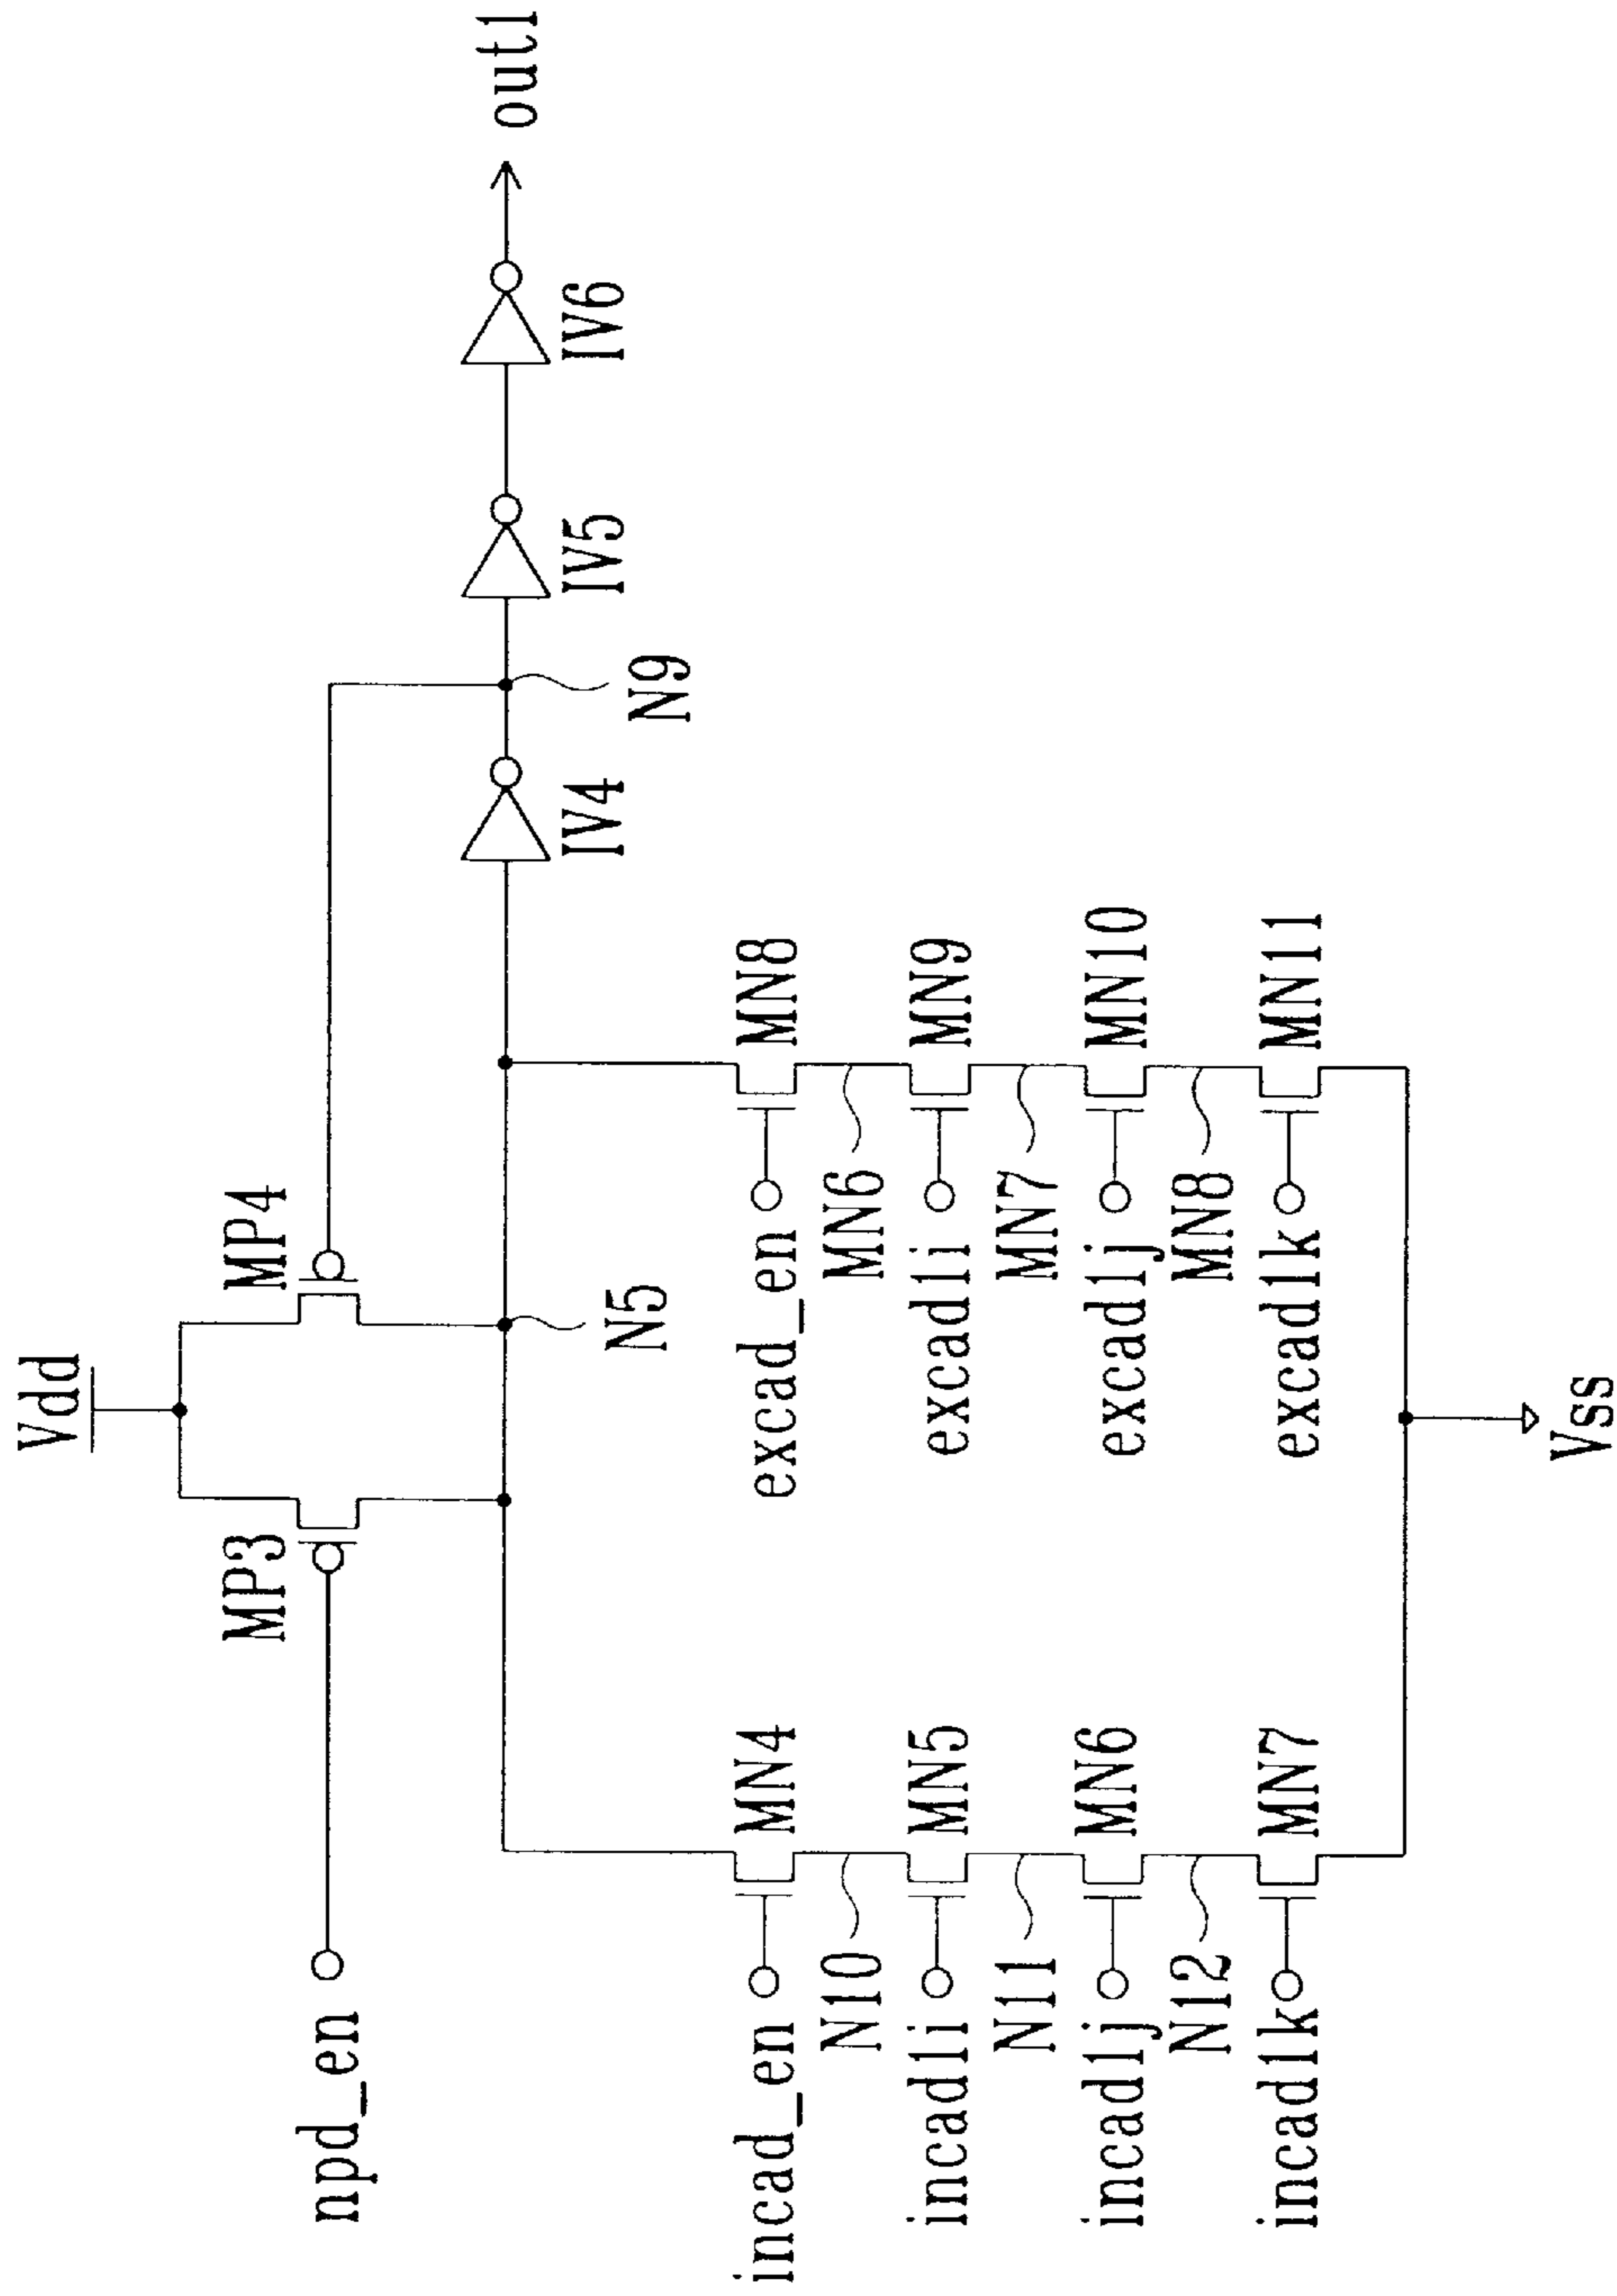 Vdd
MP3
MP4
mpd_en
out1
N5
IV4
N9
IV5
IV6
incad_en
MN4
N10
incad1i
MN5
N11
incad1j
MN6
N12
incad1k
MN7
excad_en
MN8
MN6
excad1i
MN9
MN7
excad1j
MN10
MN8
excad1k
MN11
Vss